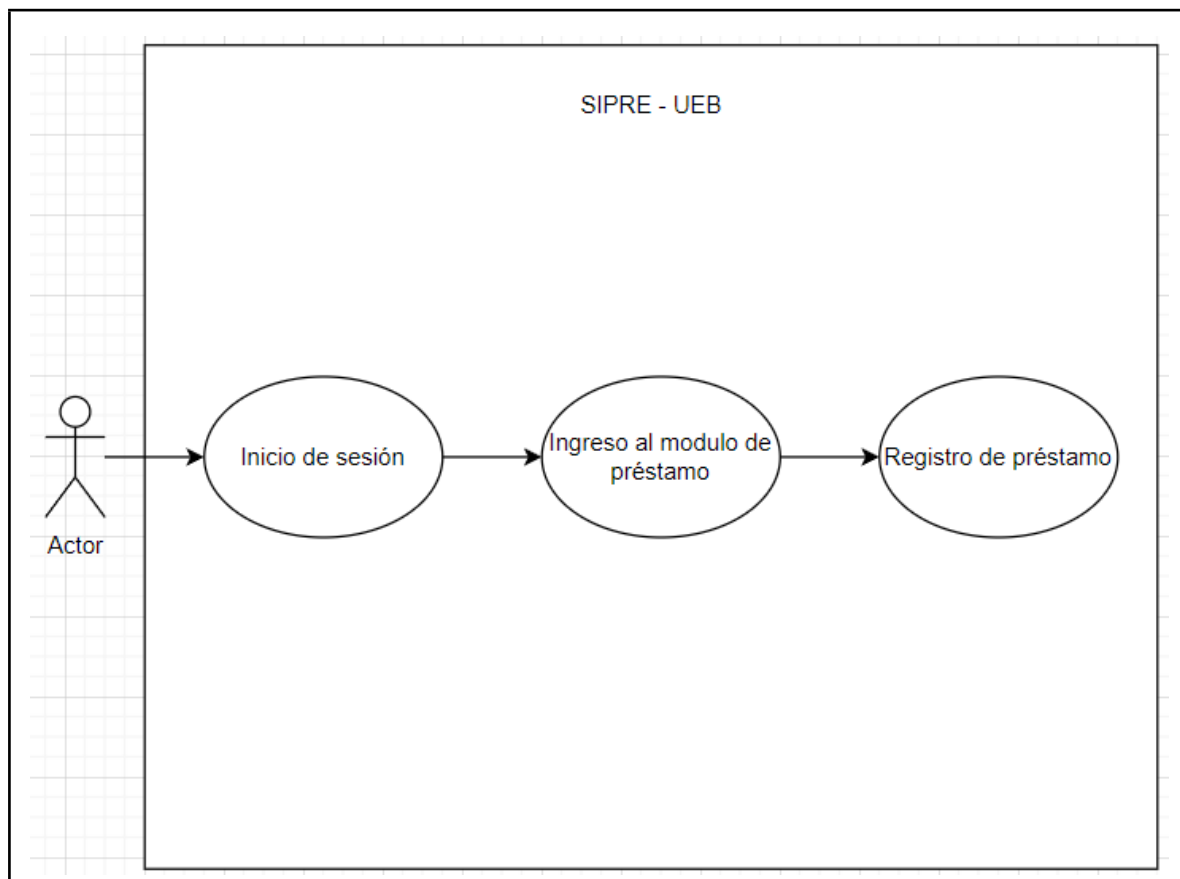 SIPRE - UEB
Inicio de sesión
Ingreso al modulo de
préstamo
Registro de préstamo
Actor